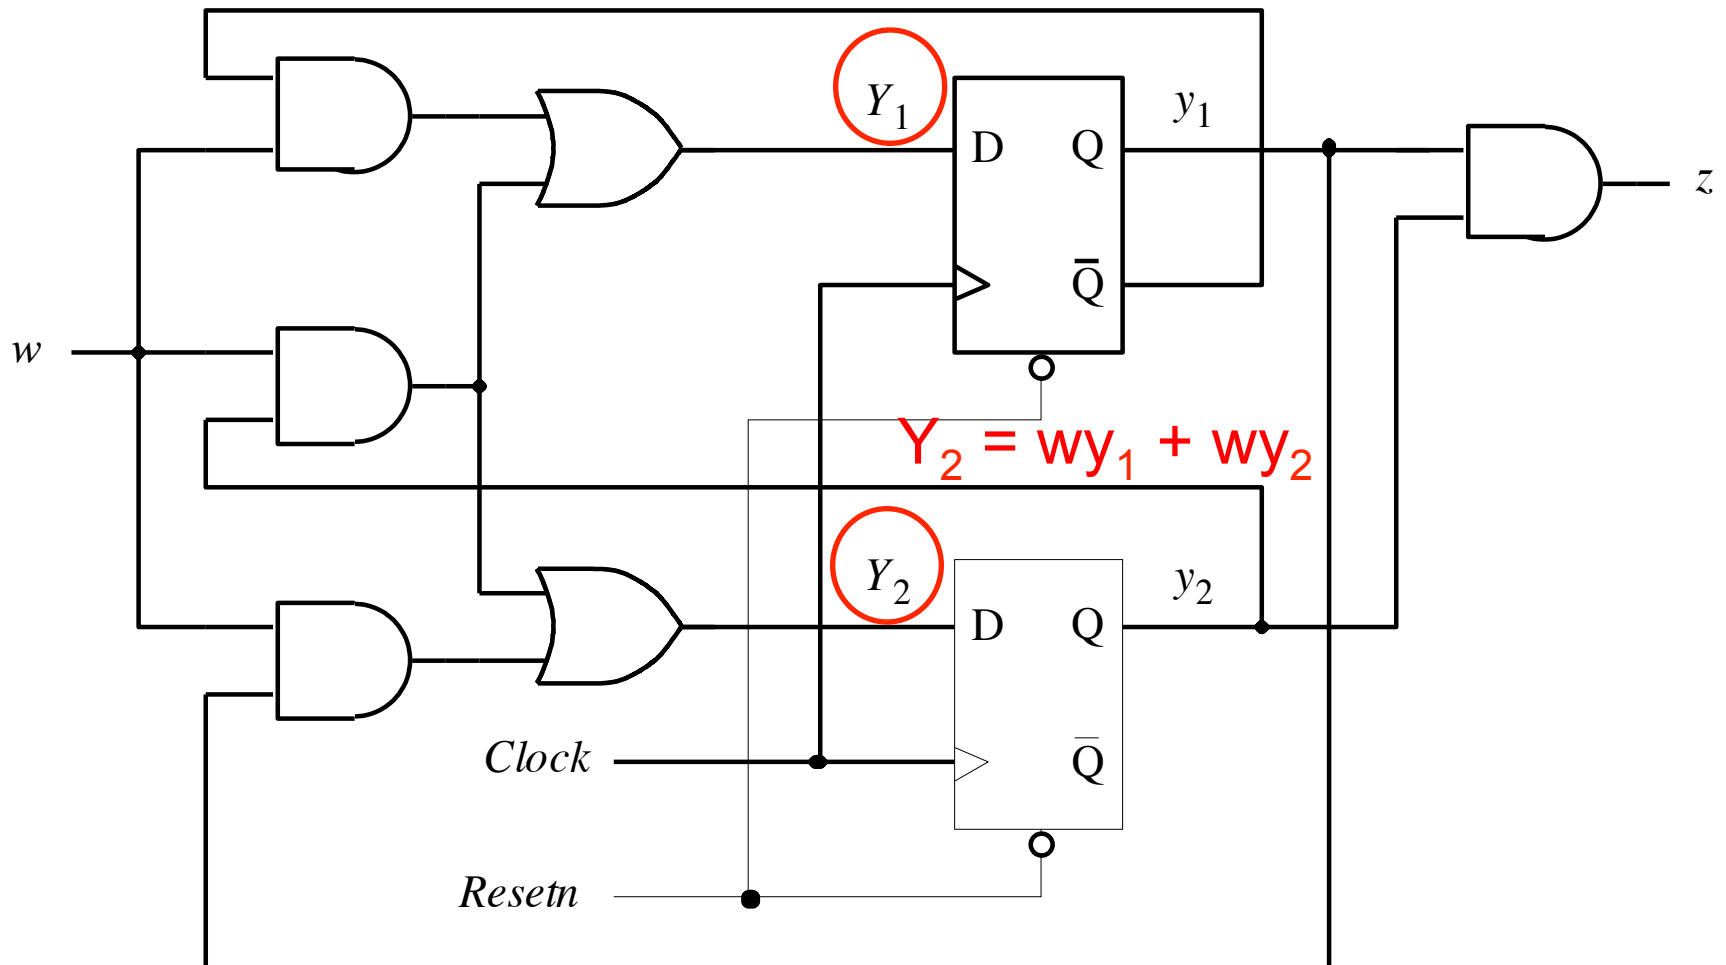 Y₁
y₁
D Q
z
Q̅
w
Y₂ = wy₁ + wy₂
Y₂
y₂
D Q
Clock
Q̅
Resetn